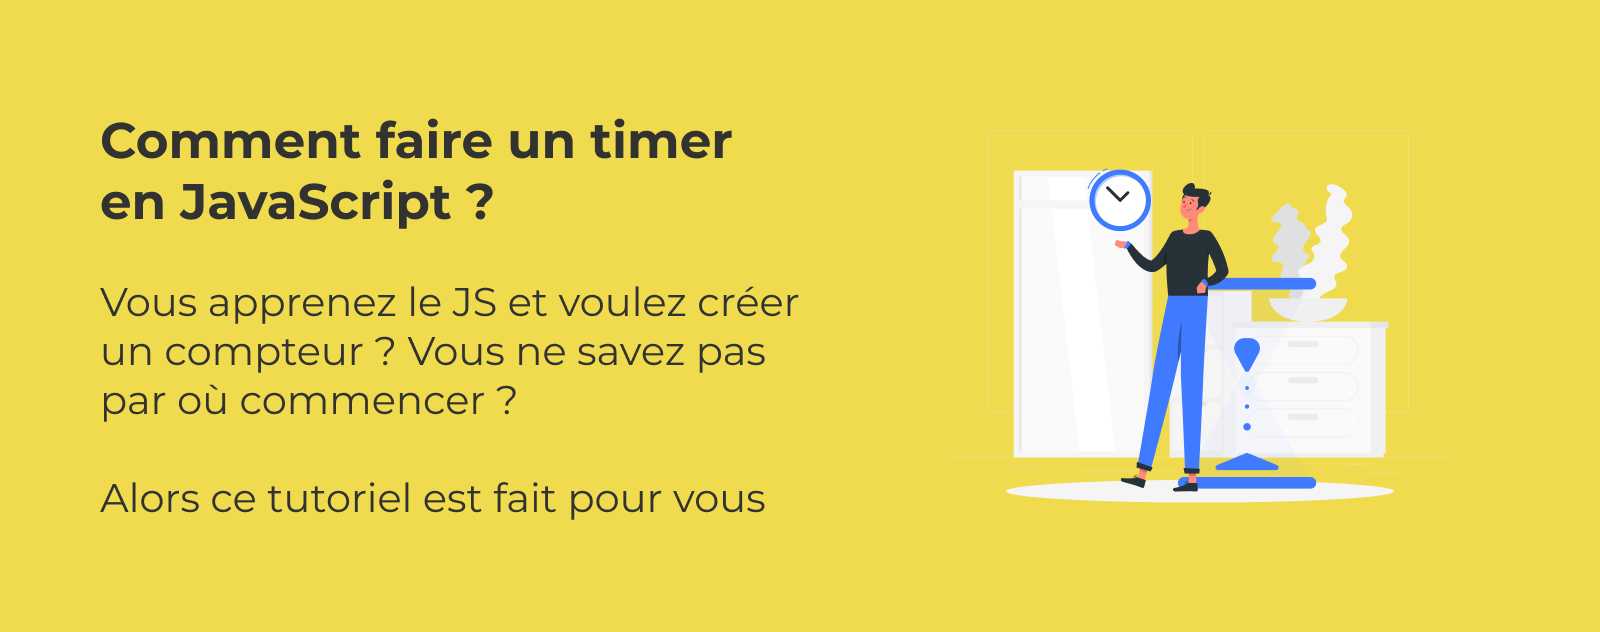 Comment faire un timer
en JavaScript ?
Vous apprenez le JS et voulez créer
un compteur ? Vous ne savez pas
par où commencer ?
Alors ce tutoriel est fait pour vous